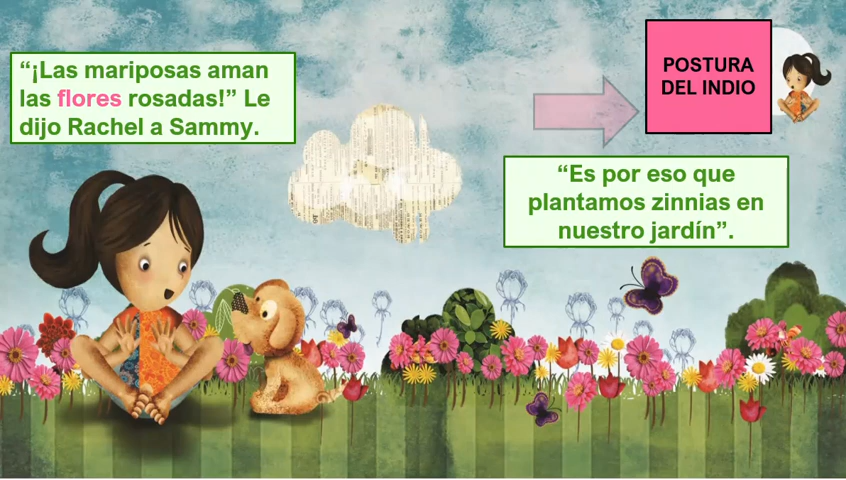 “¡Las mariposas aman
las flores rosadas!” Le
dijo Rachel a Sammy.
POSTURA
DEL INDIO
“Es por eso que
plantamos zinnias en
nuestro jardín”.